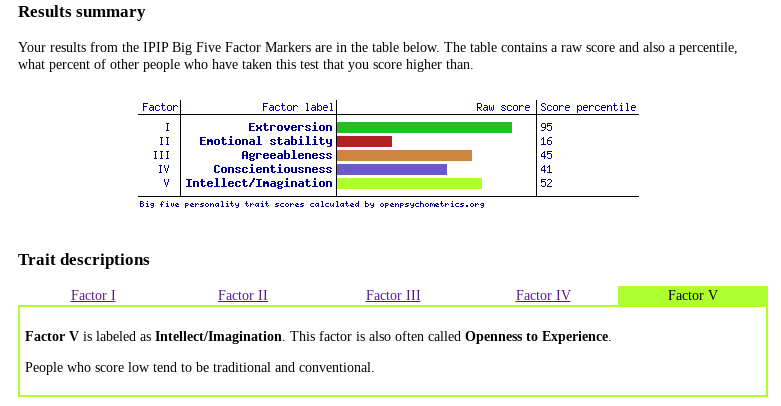 Results summary
Your results from the IPIP Big Five Factor Markers are in the table below. The table contains a raw score and also a percentile,
what percent of other people who have taken this test that you score higher than.
Factor Factor label Raw score Score percentile
I Extroversion 95
II Emotional stability 16
III Agreeableness 45
IV Conscientiousness 41
V Intellect/Imagination 52
Big five personality trait scores calculated by openpsychometrics.org
Trait descriptions
Factor I Factor II Factor III Factor IV Factor V
Factor V is labeled as Intellect/Imagination. This factor is also often called Openness to Experience.
People who score low tend to be traditional and conventional.